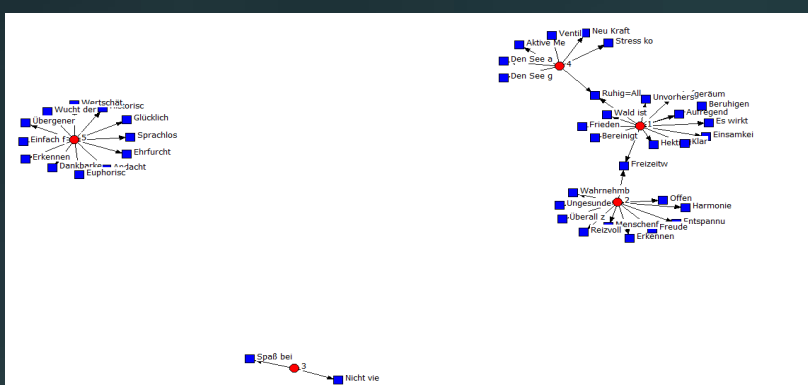 Ventil
Neu Kraft
Aktive Me
Stress ko
Den See a
4
Den See g
Ruhig=All
Unvorhers
Beruhigen
Wald ist
Aufregend
Es wirkt
Frieden
1
Bereinigt
Einsamkei
Hekt
Klar
Freizeitw
Wertschät
Wucht der
Übergener
Glücklich
Einfach f
5
Sprachlos
Erkennen
Ehrfurcht
Dankbarke
Andacht
Euphorisc
Wahrnehmb
Ungesunde
2
Offen
Harmonie
Überall z
Menschenf
Entspannu
Reizvoll
Freude
Erkennen
Spaß bei
3
Nicht vie